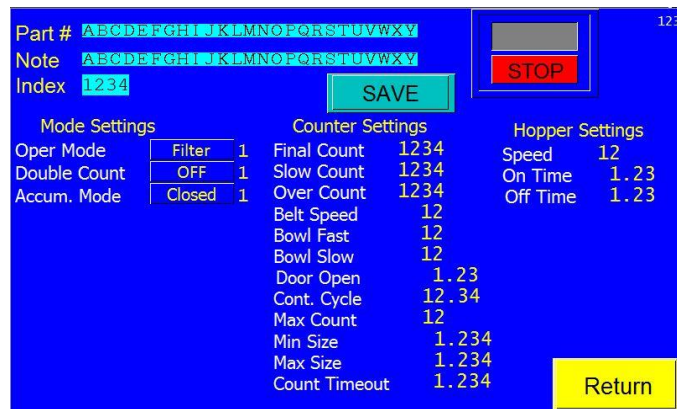 Part # ABCDEFGHIJKLMNOPQRSTUVWXY
123
Note ABCDEFGHIJKLMNOPQRSTUVWXY
STOP
Index 1234
SAVE
Mode Settings
Oper Mode Filter 1
Double Count OFF 1
Accum. Mode Closed 1
Counter Settings
Final Count 1234
Slow Count 1234
Over Count 1234
Belt Speed 12
Bowl Fast 12
Bowl Slow 12
Door Open 1.23
Cont. Cycle 12.34
Max Count 12
Min Size 1.234
Max Size 1.234
Count Timeout 1.234
Hopper Settings
Speed 12
On Time 1.23
Off Time 1.23
Return